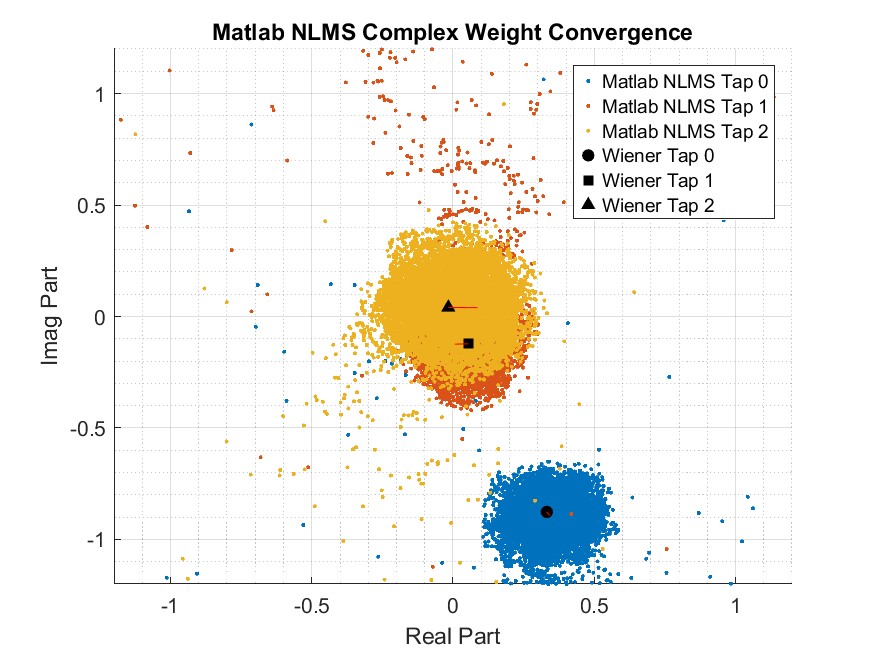 Matlab NLMS Complex Weight Convergence
Matlab NLMS Tap 0
Matlab NLMS Tap 1
Matlab NLMS Tap 2
Wiener Tap 0
Wiener Tap 1
Wiener Tap 2
1
0.5
0
-0.5
-1
Imag Part
-1
-0.5
0
0.5
1
Real Part